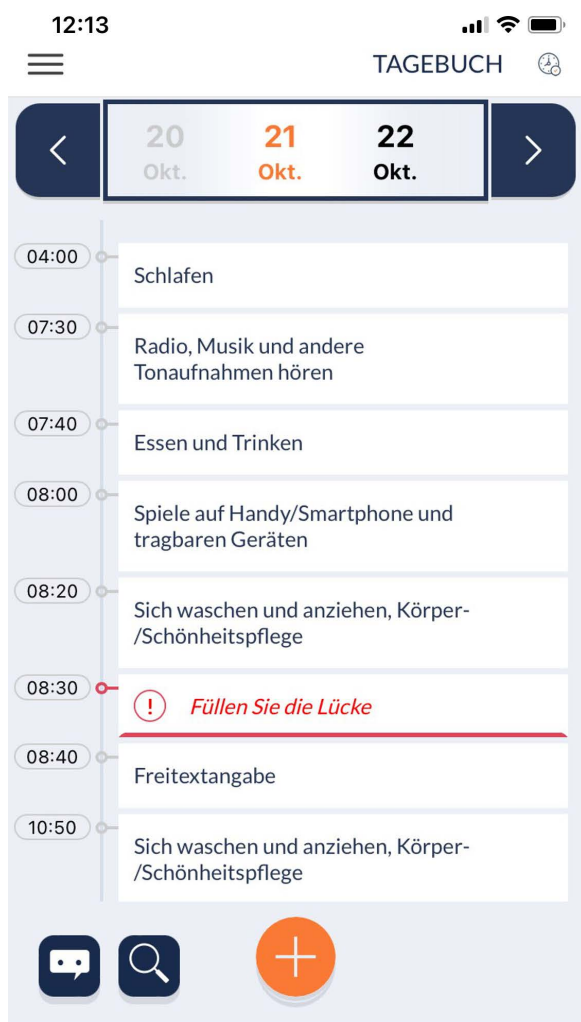 12:13
TAGEBUCH
20
Okt.
21
Okt.
22
Okt.
04:00
Schlafen
07:30
Radio, Musik und andere
Tonaufnahmen hören
07:40
Essen und Trinken
08:00
Spiele auf Handy/Smartphone und
tragbaren Geräten
08:20
Sich waschen und anziehen, Körper-
/Schönheitspflege
08:30
Füllen Sie die Lücke
08:40
Freitextangabe
10:50
Sich waschen und anziehen, Körper-
/Schönheitspflege